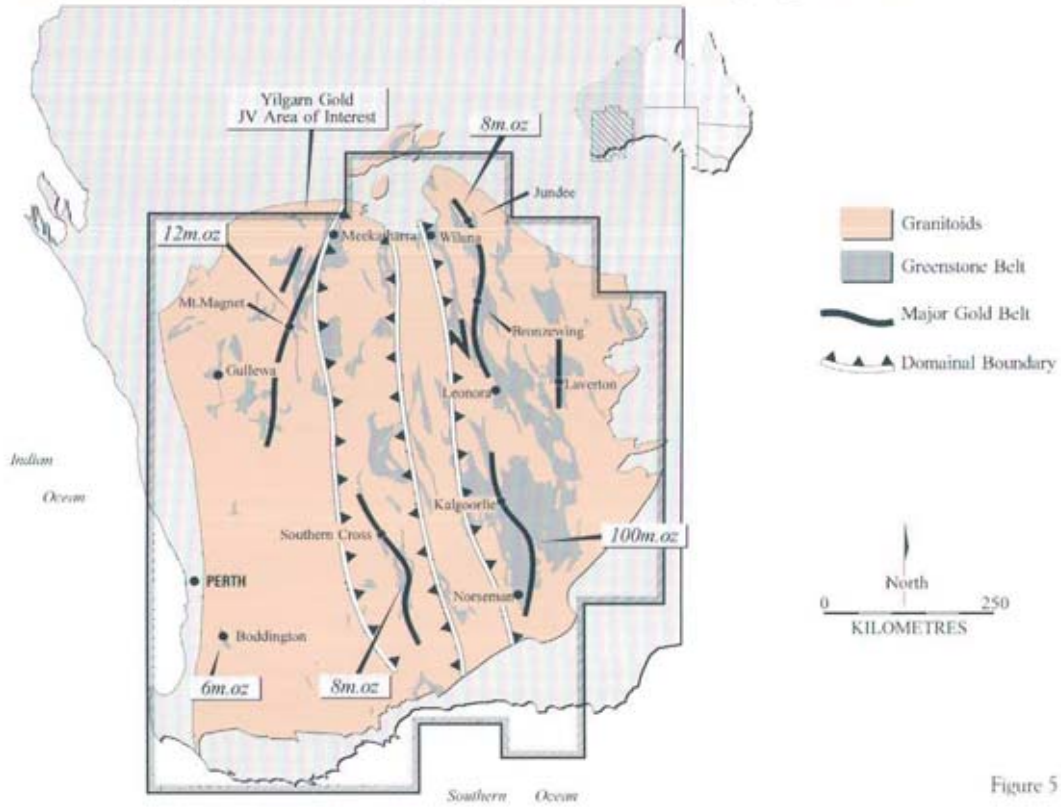 Yilgarn Gold
JV Area of Interest
8m.oz
Jundee
12m.oz
Meekatharra
Wiluna
Mt.Magnet
Bronzewing
Gullewa
Leonora
Laverton
Indian
Ocean
Kalgoorlie
Southern Cross
100m.oz
PERTH
Norseman
Boddington
6m.oz
8m.oz
Southern Ocean
Granitoids
Greenstone Belt
Major Gold Belt
Domainal Boundary
North
0 250
KILOMETRES
Figure 5